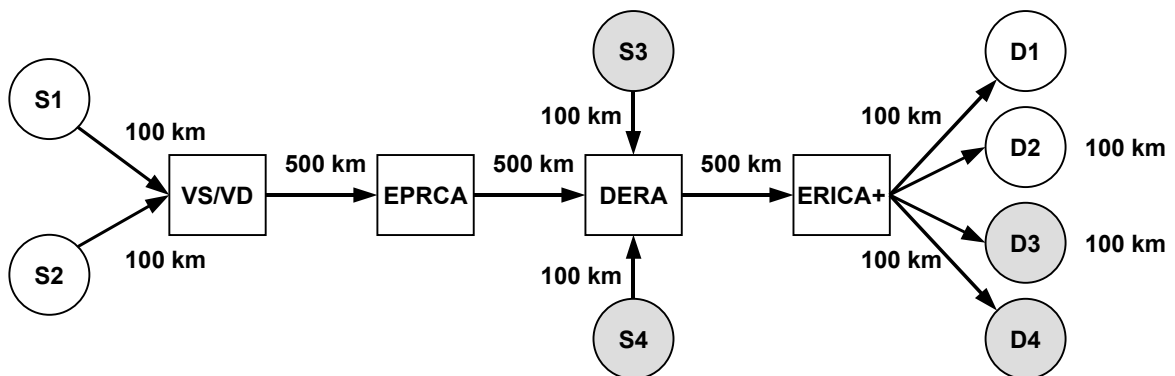 S3
D1
S1
100 km
100 km
100 km
D2
100 km
500 km
500 km
500 km
VS/VD
EPRCA
DERA
ERICA+
S2
100 km
100 km
100 km
D3
100 km
S4
D4